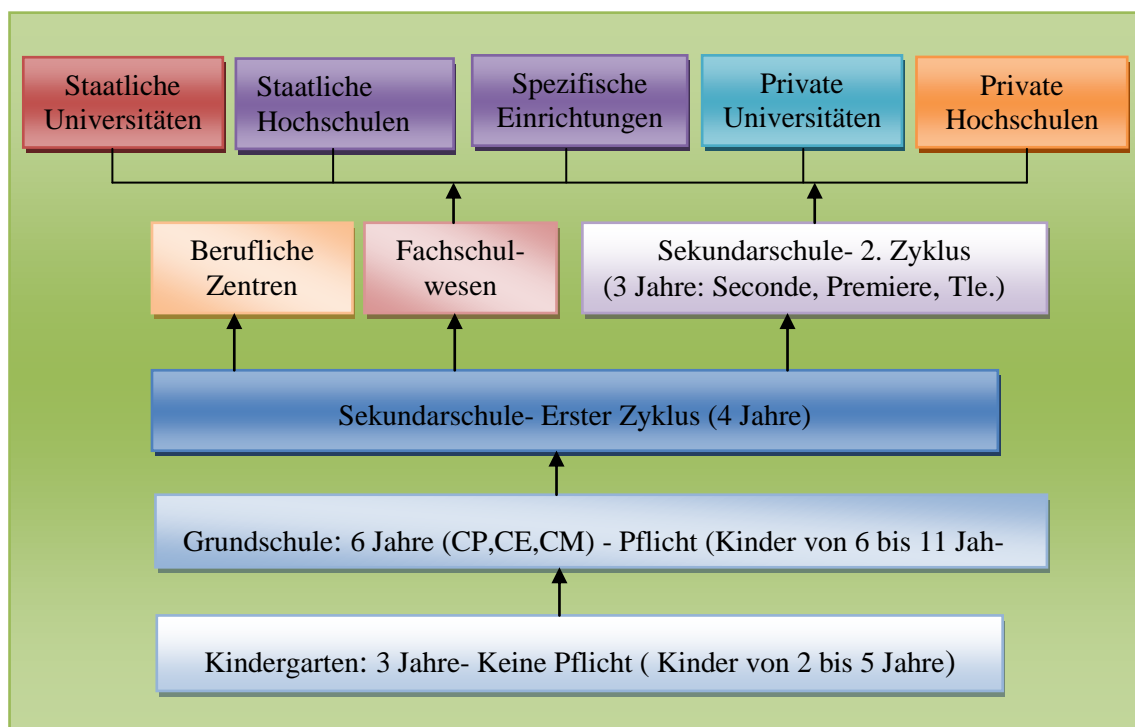 Staatliche
Universitäten
Staatliche
Hochschulen
Spezifische
Einrichtungen
Private
Universitäten
Private
Hochschulen
Berufliche
Zentren
Fachschul-
wesen
Sekundarschule- 2. Zyklus
(3 Jahre: Seconde, Premiere, Tle.)
Sekundarschule- Erster Zyklus (4 Jahre)
Grundschule: 6 Jahre (CP,CE,CM) - Pflicht (Kinder von 6 bis 11 Jah-
Kindergarten: 3 Jahre- Keine Pflicht ( Kinder von 2 bis 5 Jahre)